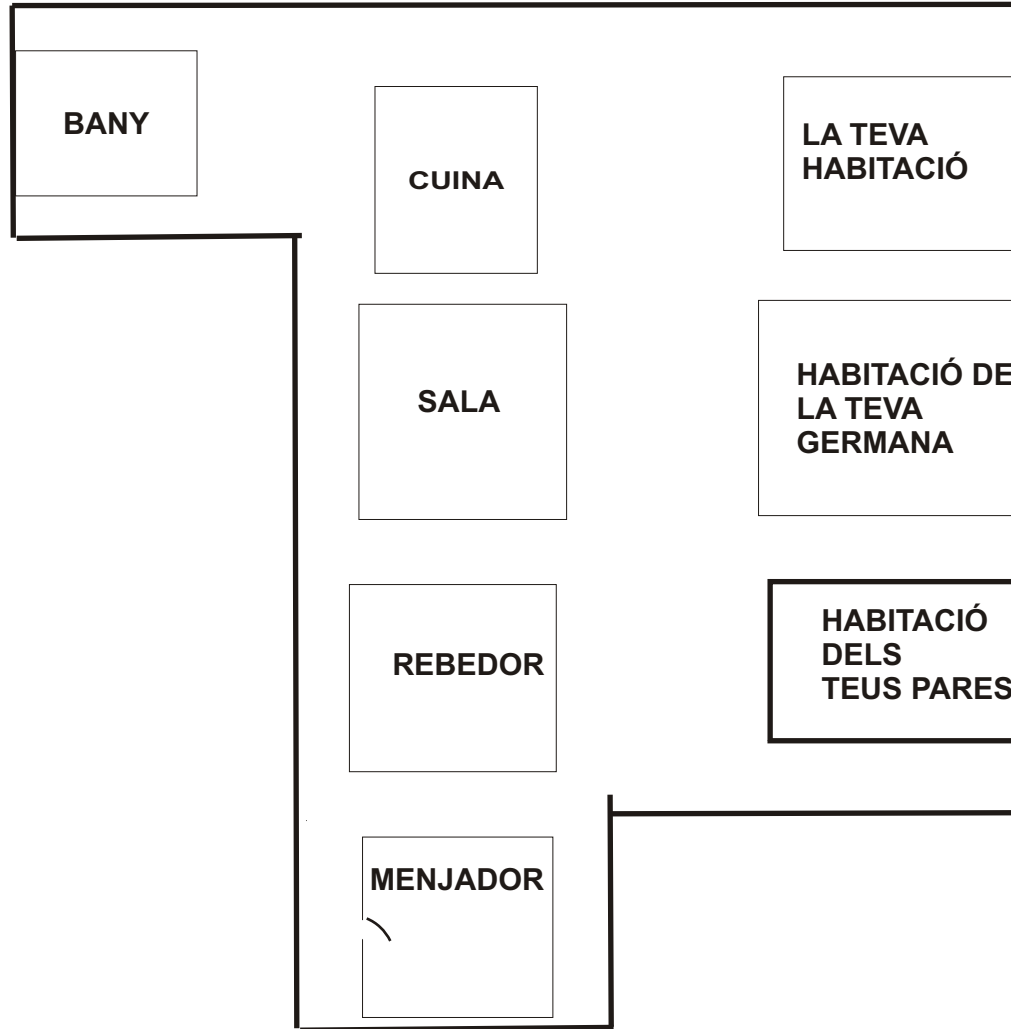 BANY
CUINA
LA TEVA
HABITACIÓ
SALA
HABITACIÓ DE
LA TEVA
GERMANA
REBEDOR
HABITACIÓ
DELS
TEUS PARES
MENJADOR